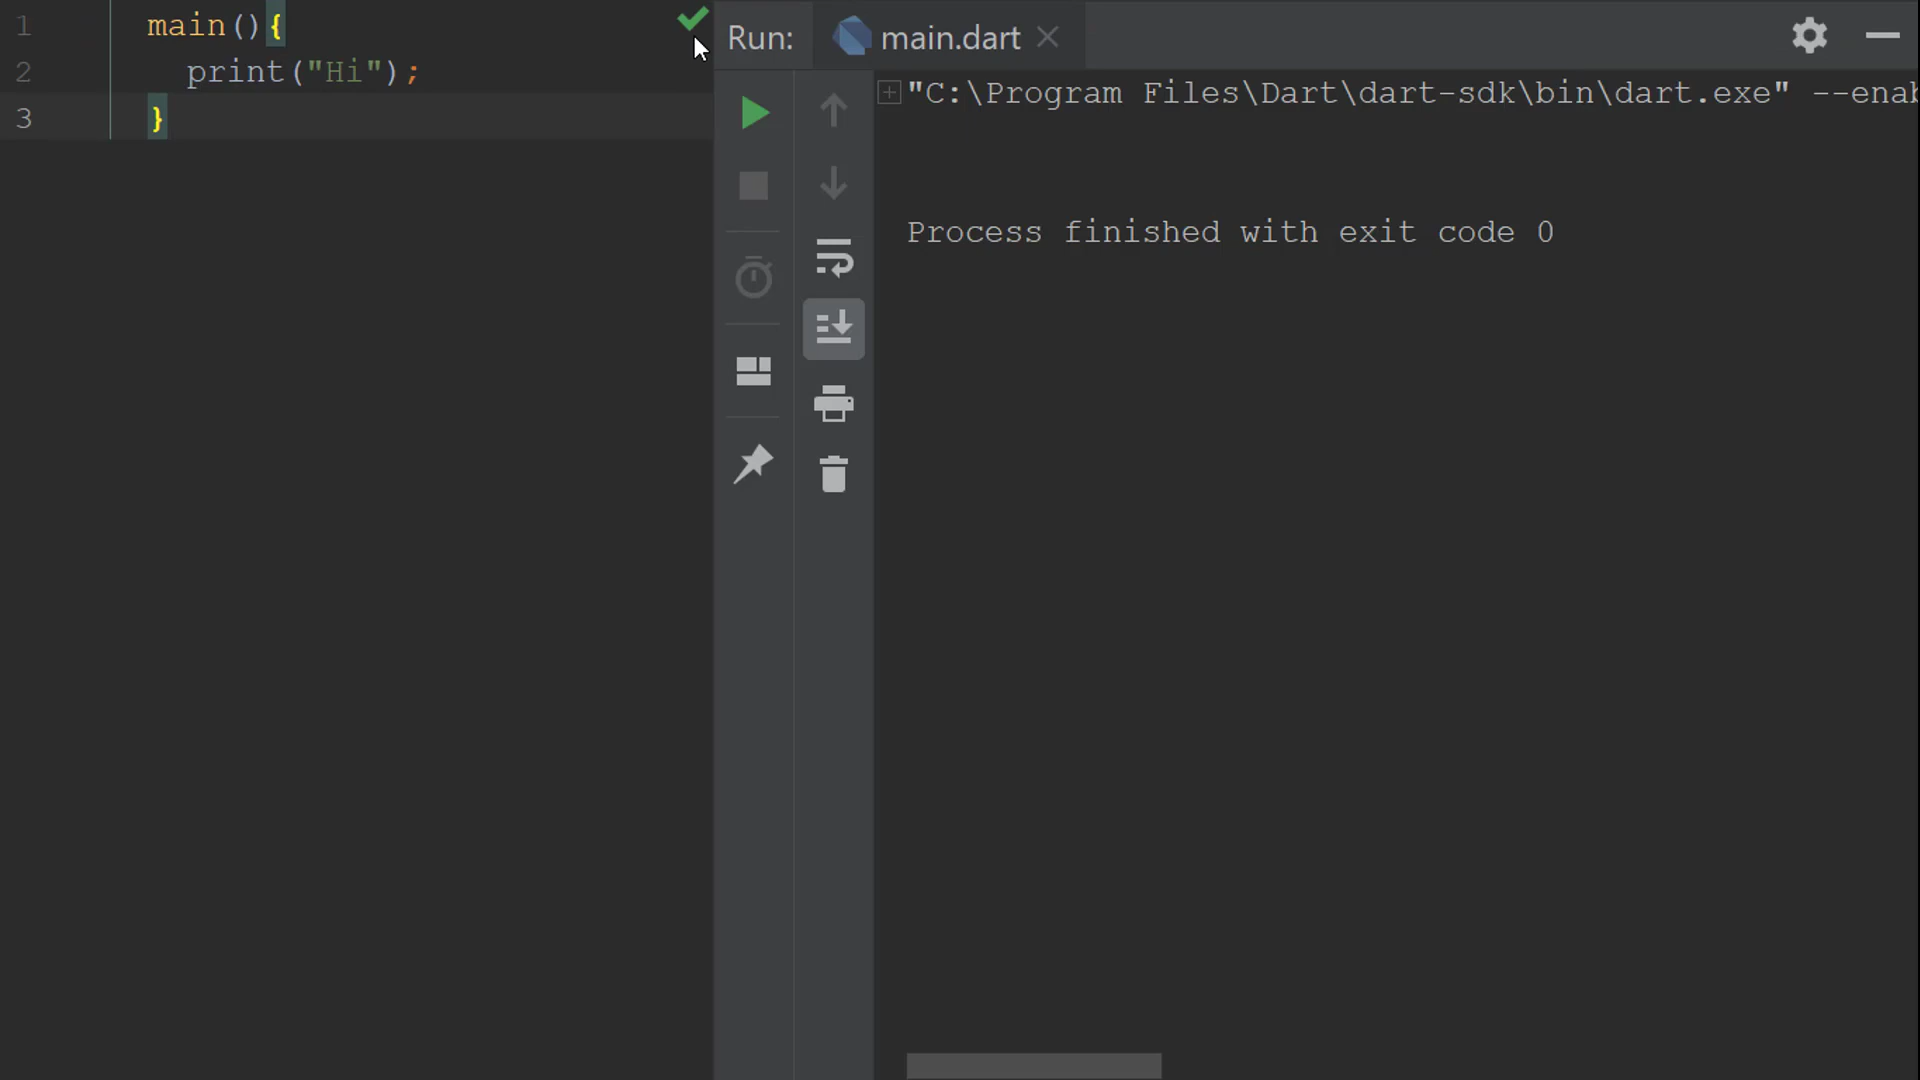 1 main(){
2 print("Hi");
3 }
Run: main.dart
"C:\Program Files\Dart\dart-sdk\bin\dart.exe" --enab
Process finished with exit code 0